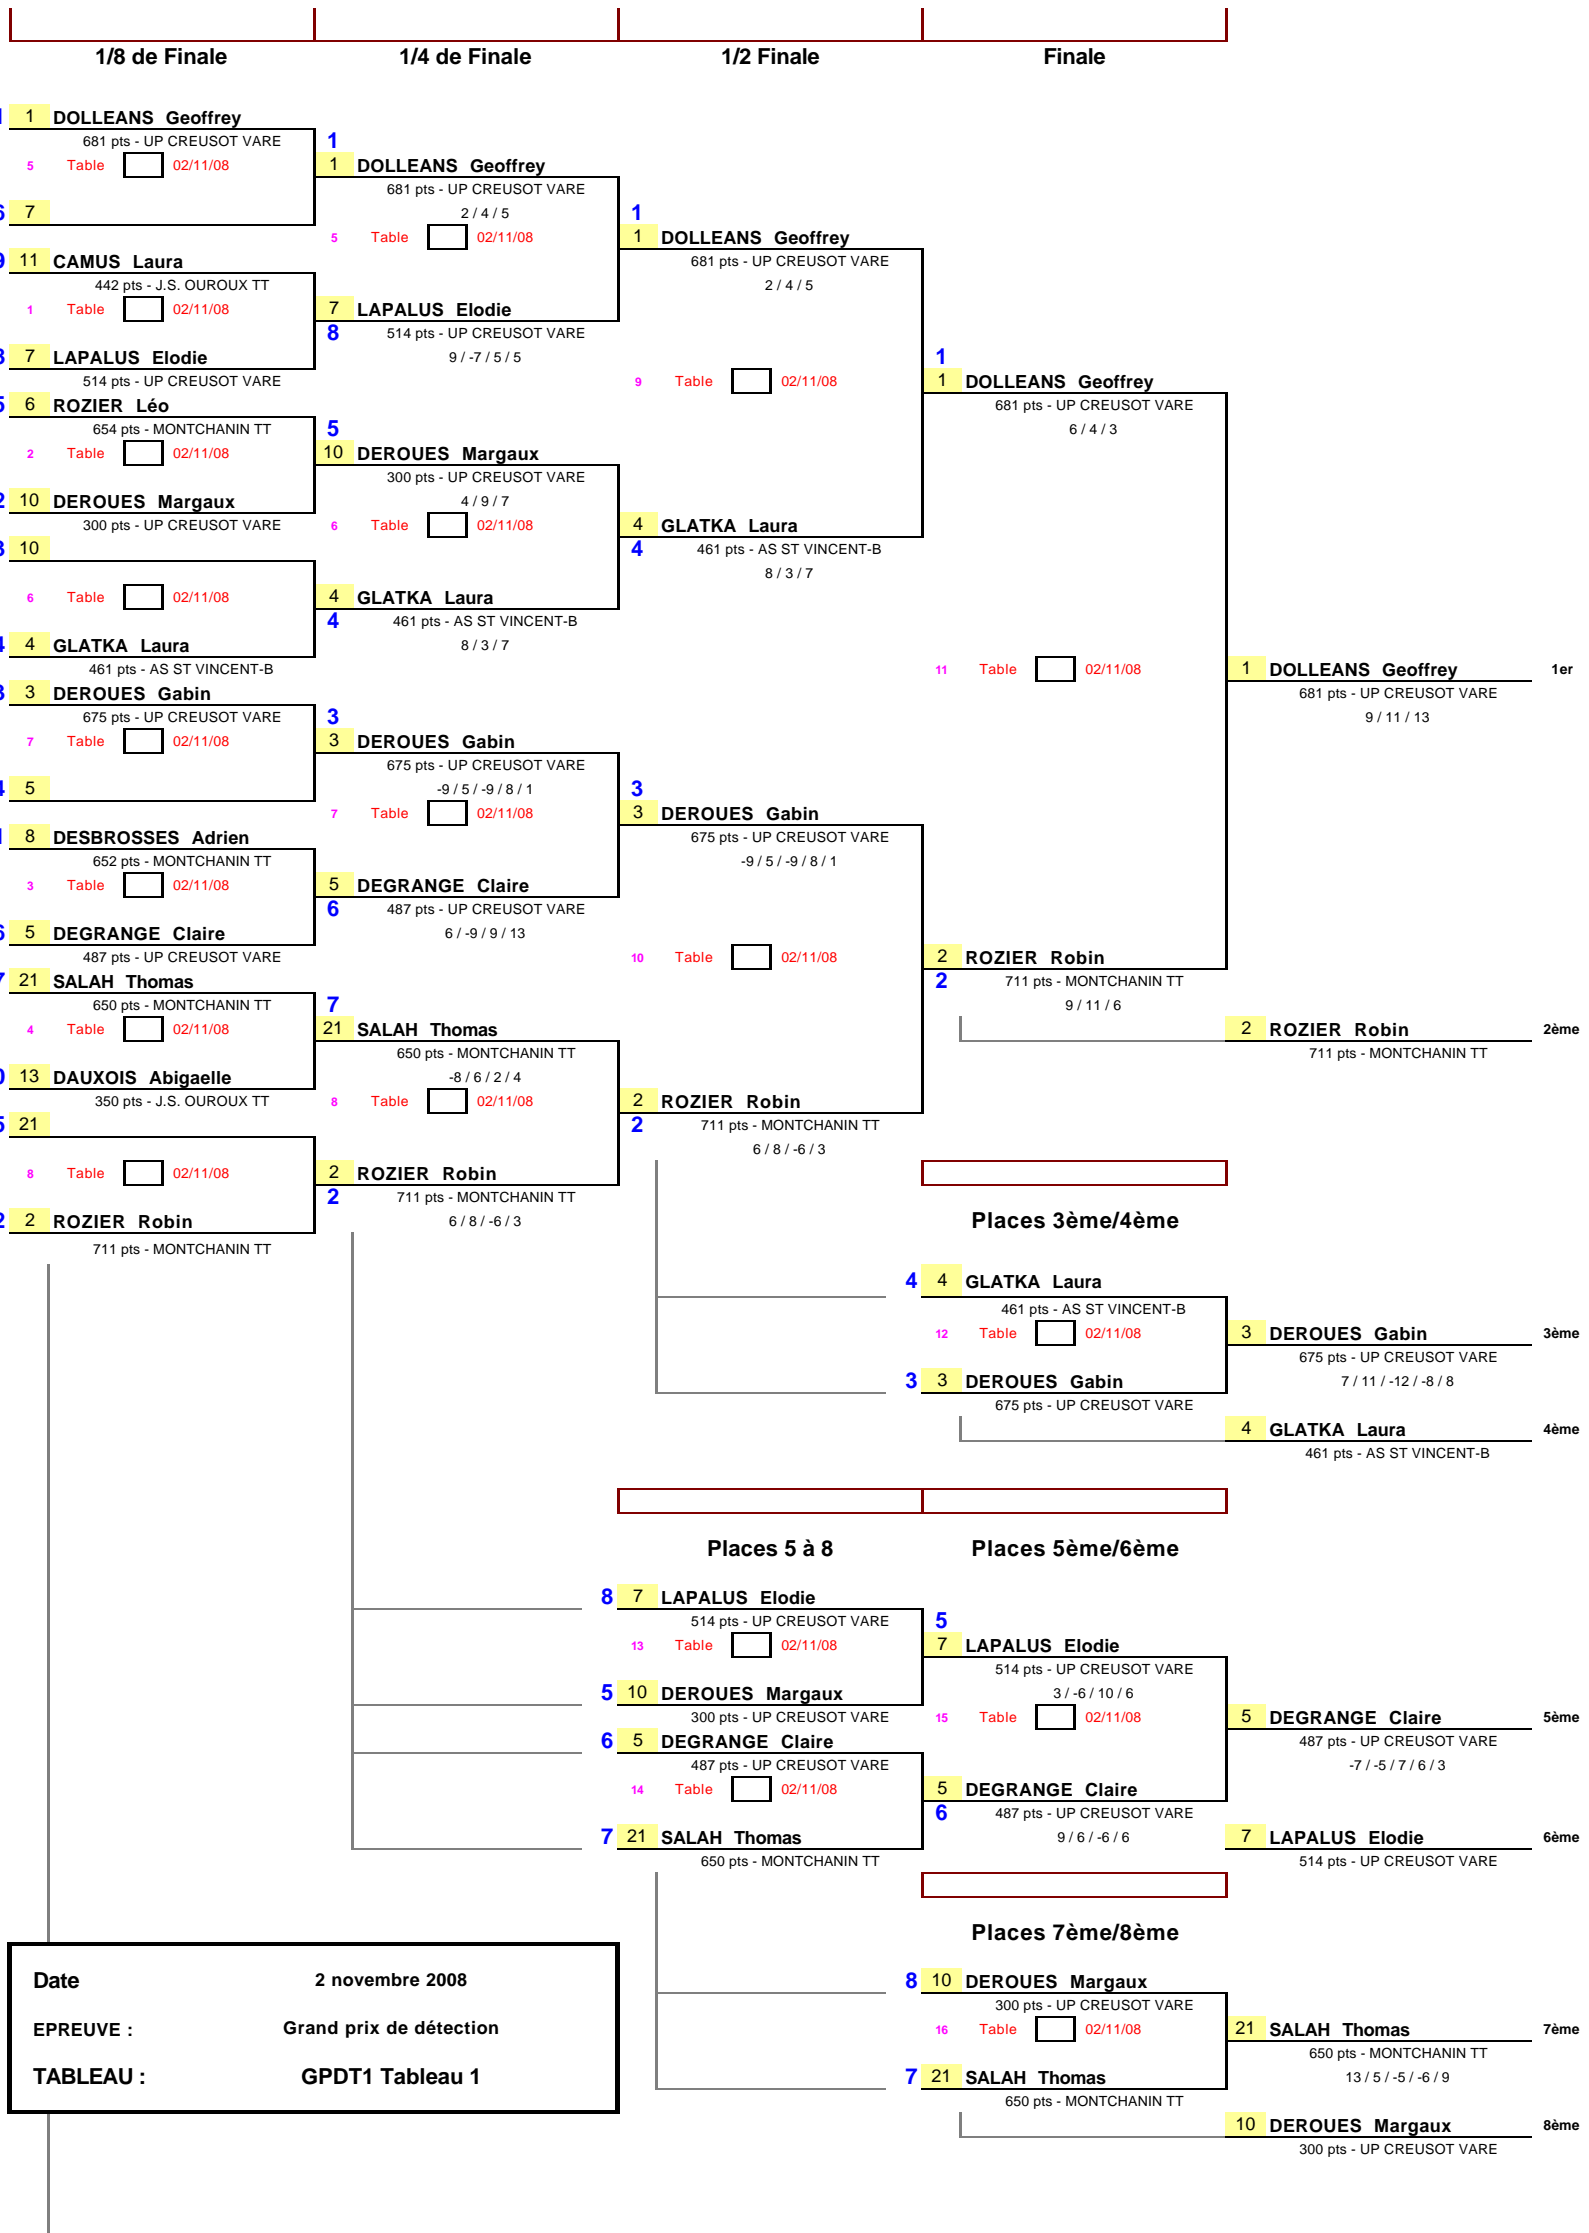 1/8 de Finale
1/4 de Finale
1/2 Finale
Finale
1 DOLLEANS Geoffrey
681 pts - UP CREUSOT VARE
5 Table 02/11/08
7
9 11 CAMUS Laura
442 pts - J.S. OUROUX TT
1 Table 02/11/08
7 LAPALUS Elodie
514 pts - UP CREUSOT VARE
5 6 ROZIER Léo
654 pts - MONTCHANIN TT
2 Table 02/11/08
2 10 DEROUES Margaux
300 pts - UP CREUSOT VARE
3 10
6 Table 02/11/08
4 4 GLATKA Laura
461 pts - AS ST VINCENT-B
3 3 DEROUES Gabin
675 pts - UP CREUSOT VARE
7 Table 02/11/08
4 5
8 DESBROSSES Adrien
652 pts - MONTCHANIN TT
3 Table 02/11/08
6 5 DEGRANGE Claire
487 pts - UP CREUSOT VARE
7 21 SALAH Thomas
650 pts - MONTCHANIN TT
4 Table 02/11/08
0 13 DAUXOIS Abigaelle
350 pts - J.S. OUROUX TT
5 21
8 Table 02/11/08
2 2 ROZIER Robin
711 pts - MONTCHANIN TT
1
1 DOLLEANS Geoffrey
681 pts - UP CREUSOT VARE
2 / 4 / 5
5 Table 02/11/08
7 LAPALUS Elodie
8 514 pts - UP CREUSOT VARE
9 / -7 / 5 / 5
5
10 DEROUES Margaux
300 pts - UP CREUSOT VARE
4 / 9 / 7
6 Table 02/11/08
4 GLATKA Laura
4 461 pts - AS ST VINCENT-B
8 / 3 / 7
3
3 DEROUES Gabin
675 pts - UP CREUSOT VARE
-9 / 5 / -9 / 8 / 1
7 Table 02/11/08
5 DEGRANGE Claire
6 487 pts - UP CREUSOT VARE
6 / -9 / 9 / 13
7
21 SALAH Thomas
650 pts - MONTCHANIN TT
-8 / 6 / 2 / 4
8 Table 02/11/08
2 ROZIER Robin
2 711 pts - MONTCHANIN TT
6 / 8 / -6 / 3
1
1 DOLLEANS Geoffrey
681 pts - UP CREUSOT VARE
2 / 4 / 5
9 Table 02/11/08
4 GLATKA Laura
4 461 pts - AS ST VINCENT-B
8 / 3 / 7
3
3 DEROUES Gabin
675 pts - UP CREUSOT VARE
-9 / 5 / -9 / 8 / 1
10 Table 02/11/08
2 ROZIER Robin
2 711 pts - MONTCHANIN TT
6 / 8 / -6 / 3
1
1 DOLLEANS Geoffrey
681 pts - UP CREUSOT VARE
6 / 4 / 3
11 Table 02/11/08
2 ROZIER Robin
2 711 pts - MONTCHANIN TT
9 / 11 / 6
1 DOLLEANS Geoffrey 1er
681 pts - UP CREUSOT VARE
9 / 11 / 13
2 ROZIER Robin 2ème
711 pts - MONTCHANIN TT
Places 3ème/4ème
4 4 GLATKA Laura
461 pts - AS ST VINCENT-B
12 Table 02/11/08
3 3 DEROUES Gabin
675 pts - UP CREUSOT VARE
3 DEROUES Gabin 3ème
675 pts - UP CREUSOT VARE
7 / 11 / -12 / -8 / 8
4 GLATKA Laura 4ème
461 pts - AS ST VINCENT-B
Places 5 à 8
Places 5ème/6ème
8 7 LAPALUS Elodie
514 pts - UP CREUSOT VARE
13 Table 02/11/08
5 10 DEROUES Margaux
300 pts - UP CREUSOT VARE
6 5 DEGRANGE Claire
487 pts - UP CREUSOT VARE
14 Table 02/11/08
7 21 SALAH Thomas
650 pts - MONTCHANIN TT
5
7 LAPALUS Elodie
514 pts - UP CREUSOT VARE
3 / -6 / 10 / 6
15 Table 02/11/08
5 DEGRANGE Claire
6 487 pts - UP CREUSOT VARE
9 / 6 / -6 / 6
5 DEGRANGE Claire 5ème
487 pts - UP CREUSOT VARE
-7 / -5 / 7 / 6 / 3
7 LAPALUS Elodie 6ème
514 pts - UP CREUSOT VARE
Places 7ème/8ème
8 10 DEROUES Margaux
300 pts - UP CREUSOT VARE
16 Table 02/11/08
7 21 SALAH Thomas
650 pts - MONTCHANIN TT
21 SALAH Thomas 7ème
650 pts - MONTCHANIN TT
13 / 5 / -5 / -6 / 9
10 DEROUES Margaux 8ème
300 pts - UP CREUSOT VARE
Date 2 novembre 2008
EPREUVE : Grand prix de détection
TABLEAU : GPDT1 Tableau 1